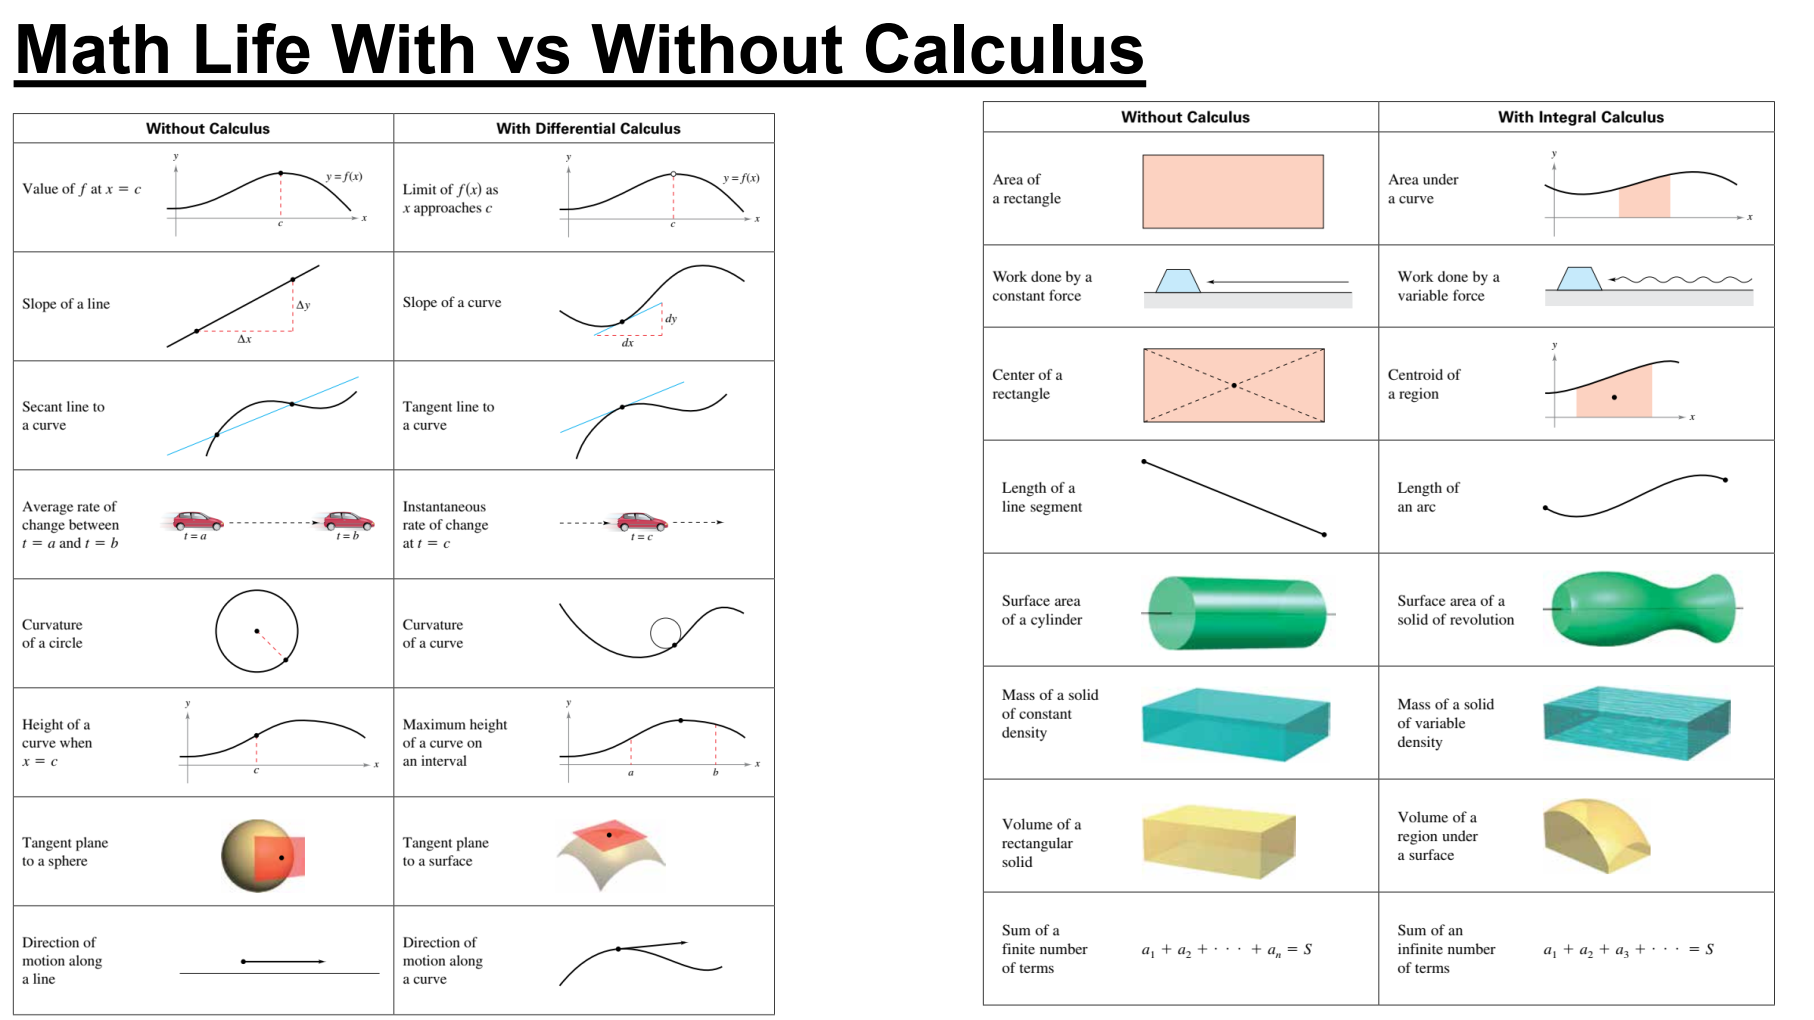 Math Life With vs Without Calculus
Without Calculus
With Differential Calculus
Value of f at x = c
y
y = f(x)
c
x
Limit of f(x) as
x approaches c
y
y = f(x)
c
x
Slope of a line
Δy
Δx
Slope of a curve
dy
dx
Secant line to
a curve
Tangent line to
a curve
Average rate of
change between
t = a and t = b
t = a
t = b
Instantaneous
rate of change
at t = c
t = c
Curvature
of a circle
Curvature
of a curve
Height of a
curve when
x = c
y
c
x
Maximum height
of a curve on
an interval
y
a
b
x
Tangent plane
to a sphere
Tangent plane
to a surface
Direction of
motion along
a line
Direction of
motion along
a curve
Without Calculus
With Integral Calculus
Area of
a rectangle
Area under
a curve
y
x
Work done by a
constant force
Work done by a
variable force
Center of a
rectangle
Centroid of
a region
y
x
Length of a
line segment
Length of
an arc
Surface area
of a cylinder
Surface area of a
solid of revolution
Mass of a solid
of constant
density
Mass of a solid
of variable
density
Volume of a
rectangular
solid
Volume of a
region under
a surface
Sum of a
finite number
of terms
a₁ + a₂ + · · · + aₙ = S
Sum of an
infinite number
of terms
a₁ + a₂ + a₃ + · · · = S